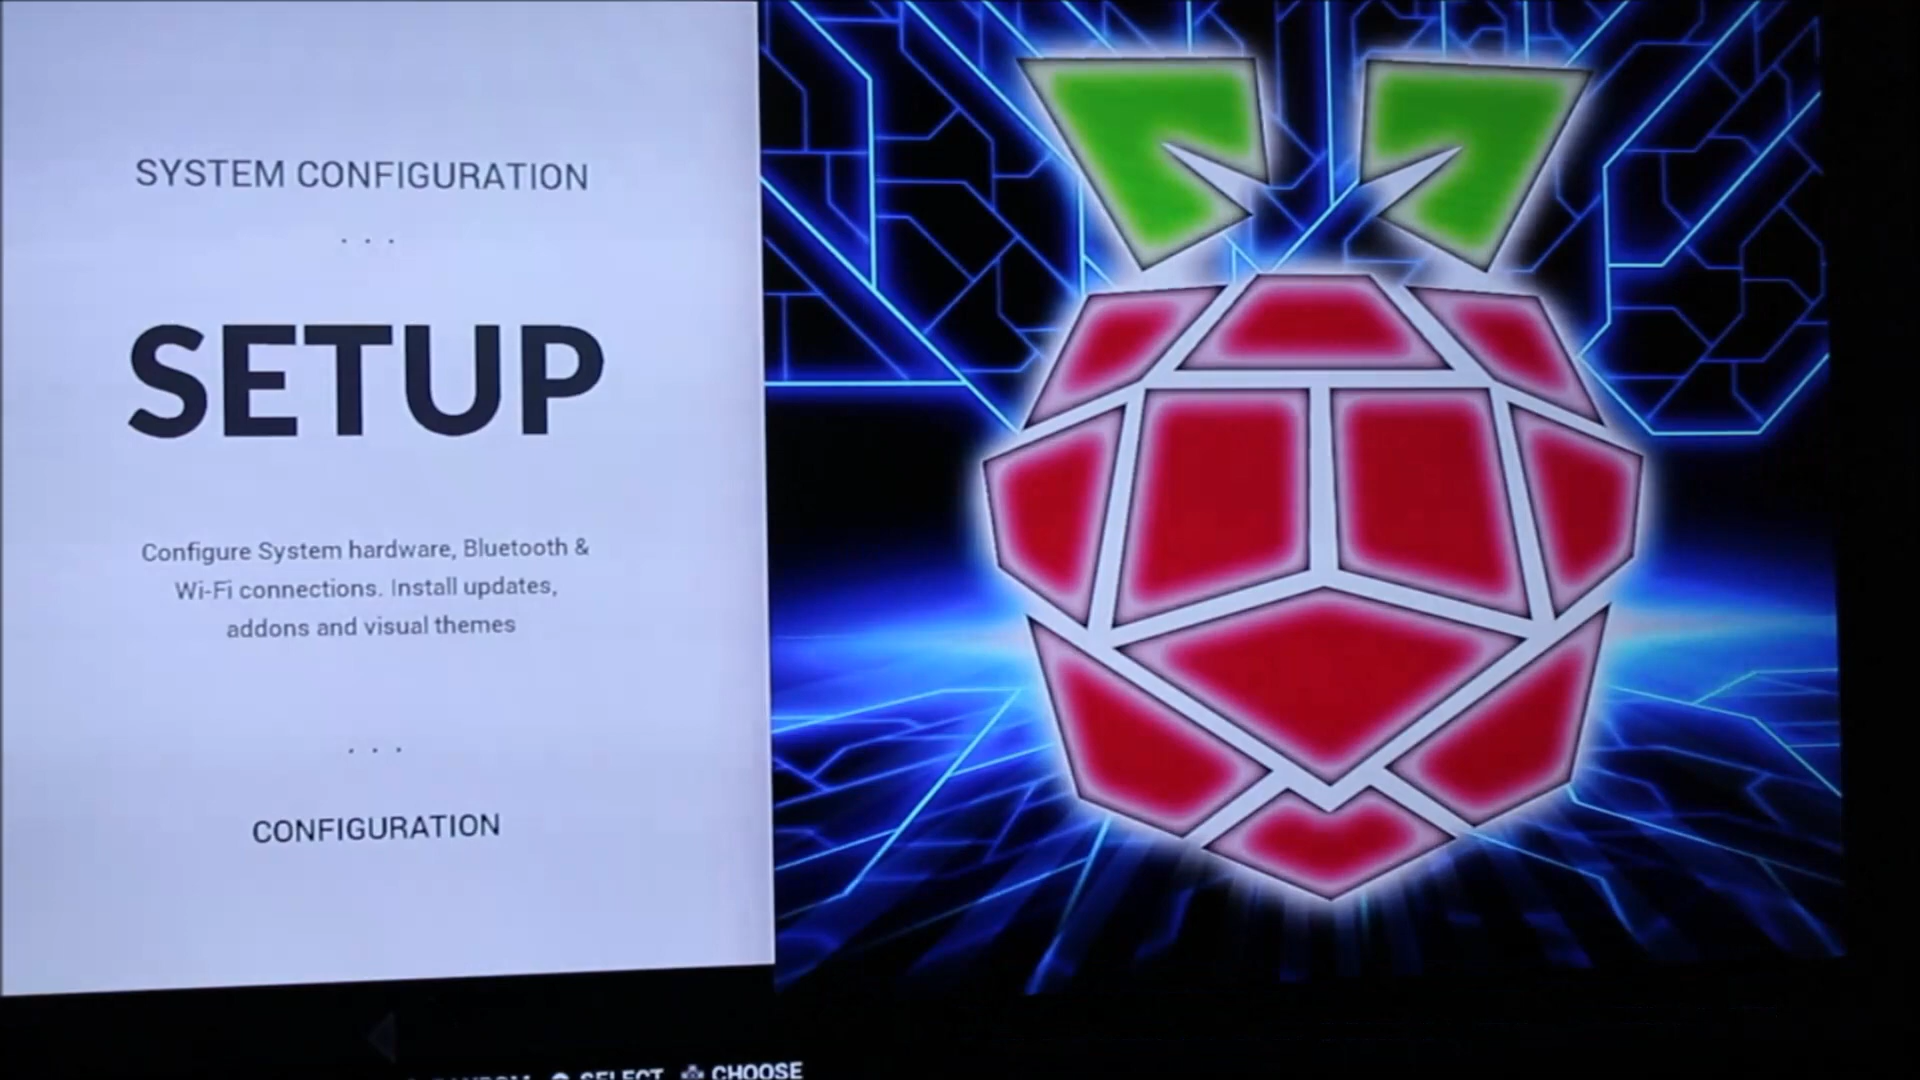 SYSTEM CONFIGURATION
. . .
SETUP
Configure System hardware, Bluetooth &
Wi-Fi connections. Install updates,
addons and visual themes
. . .
CONFIGURATION
SELECT CHOOSE